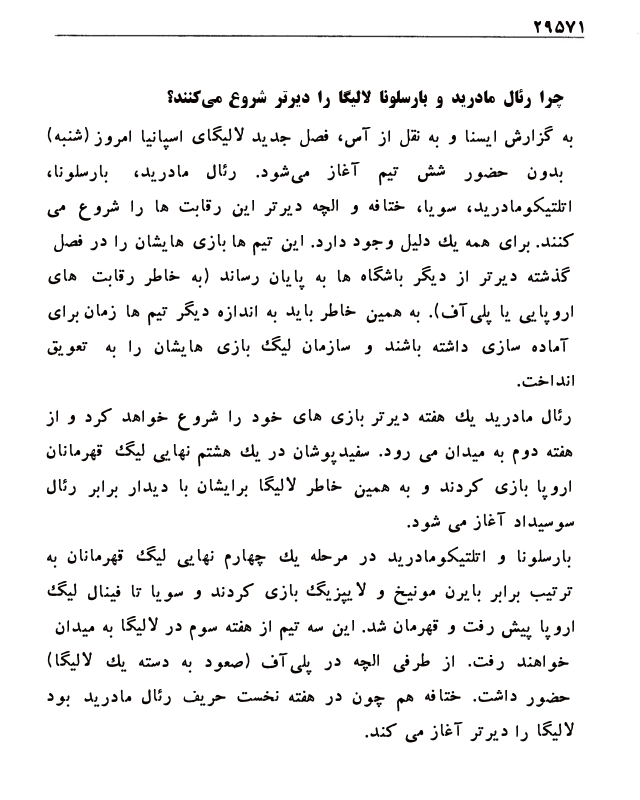 ۲۹۵۷۱
چرا رئال مادرید و بارسلونا لالیگا را دیرتر شروع می‌کنند؟
به گزارش ایسنا و به نقل از آس، فصل جدید لالیگای اسپانیا امروز (شنبه)
بدون حضور شش تیم آغاز می‌شود. رئال مادرید، بارسلونا،
اتلتیکومادرید، سویا، ختافه و الچه دیرتر این رقابت ها را شروع می
کنند. برای همه یك دلیل وجود دارد. این تیم ها بازی هایشان را در فصل
گذشته دیرتر از دیگر باشگاه ها به پایان رساند (به خاطر رقابت های
اروپایی یا پلی‌آف). به همین خاطر باید به اندازه دیگر تیم ها زمان برای
آماده سازی داشته باشند و سازمان لیگ بازی هایشان را به تعویق
انداخت.
رئال مادرید یك هفته دیرتر بازی های خود را شروع خواهد کرد و از
هفته دوم به میدان می رود. سفیدپوشان در یك هشتم نهایی لیگ قهرمانان
اروپا بازی کردند و به همین خاطر لالیگا برایشان با دیدار برابر رئال
سوسیداد آغاز می شود.
بارسلونا و اتلتیکومادرید در مرحله یك چهارم نهایی لیگ قهرمانان به
ترتیب برابر بایرن مونیخ و لایپزیگ بازی کردند و سویا تا فینال لیگ
اروپا پیش رفت و قهرمان شد. این سه تیم از هفته سوم در لالیگا به میدان
خواهند رفت. از طرفی الچه در پلی‌آف (صعود به دسته یك لالیگا)
حضور داشت. ختافه هم چون در هفته نخست حریف رئال مادرید بود
لالیگا را دیرتر آغاز می کند.